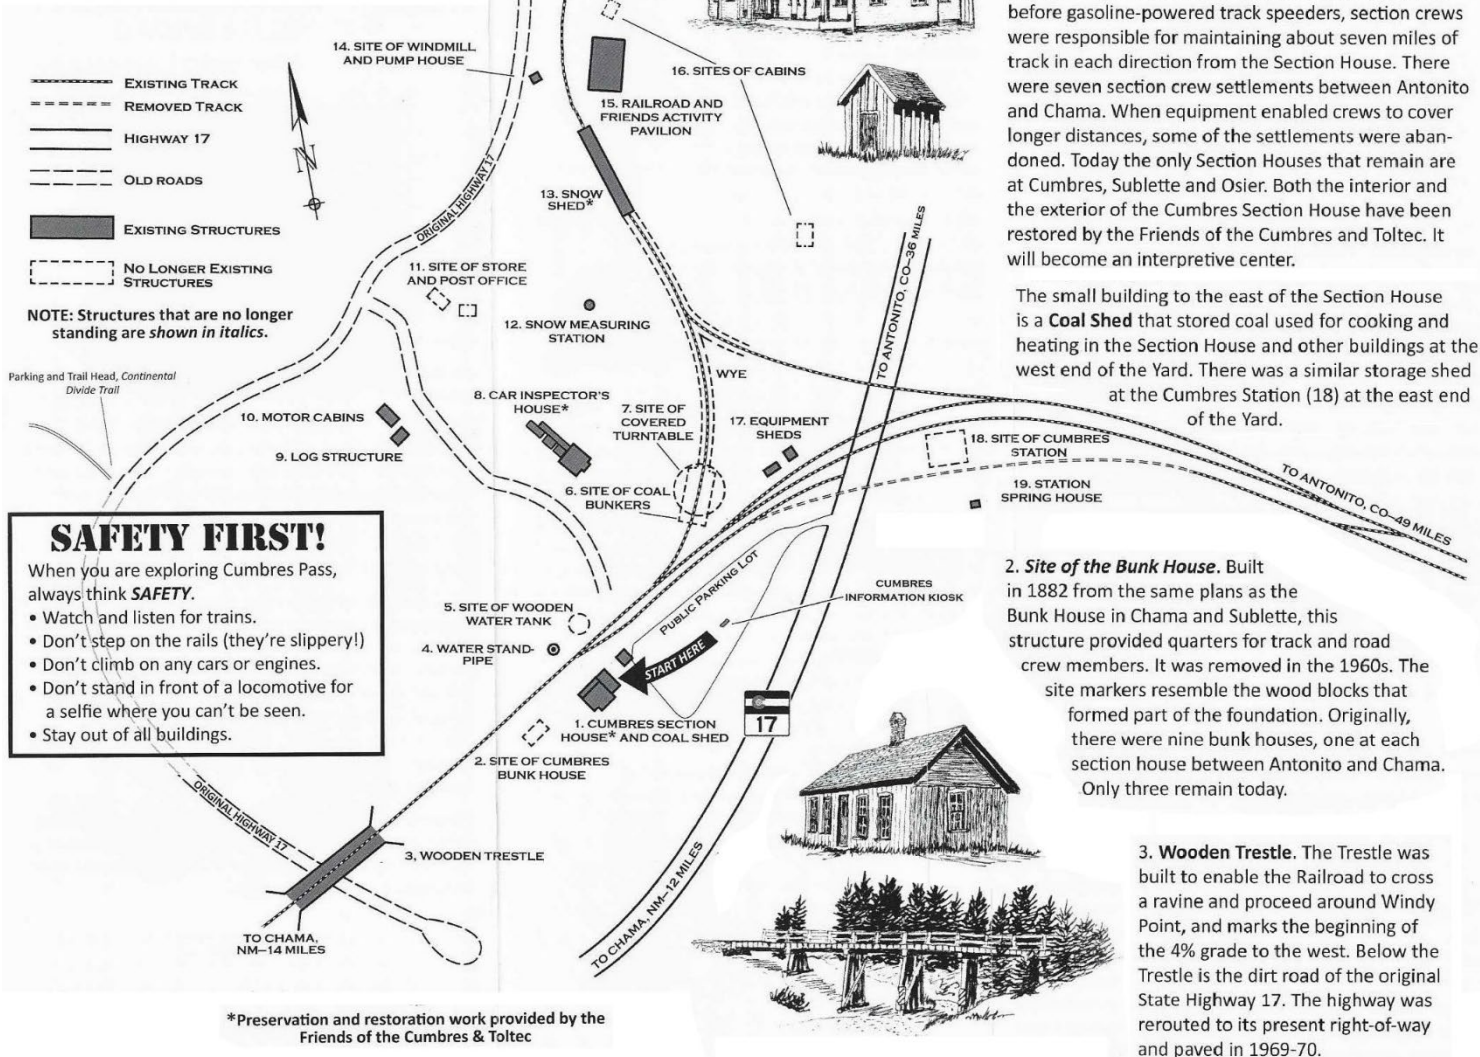 before gasoline-powered track speeders, section crews
were responsible for maintaining about seven miles of
track in each direction from the Section House. There
were seven section crew settlements between Antonito
and Chama. When equipment enabled crews to cover
longer distances, some of the settlements were aban-
doned. Today the only Section Houses that remain are
at Cumbres, Sublette and Osier. Both the interior and
the exterior of the Cumbres Section House have been
restored by the Friends of the Cumbres and Toltec. It
will become an interpretive center.
The small building to the east of the Section House
is a Coal Shed that stored coal used for cooking and
heating in the Section House and other buildings at the
west end of the Yard. There was a similar storage shed
at the Cumbres Station (18) at the east end
of the Yard.
EXISTING TRACK
REMOVED TRACK
HIGHWAY 17
OLD ROADS
EXISTING STRUCTURES
NO LONGER EXISTING
STRUCTURES
NOTE: Structures that are no longer
standing are shown in italics.
N
14. SITE OF WINDMILL
AND PUMP HOUSE
16. SITES OF CABINS
15. RAILROAD AND
FRIENDS ACTIVITY
PAVILION
13. SNOW
SHED*
ORIGINAL HIGHWAY 17
11. SITE OF STORE
AND POST OFFICE
12. SNOW MEASURING
STATION
TO ANTONITO, CO–36 MILES
WYE
Parking and Trail Head, Continental
Divide Trail
10. MOTOR CABINS
9. LOG STRUCTURE
8. CAR INSPECTOR'S
HOUSE*
7. SITE OF
COVERED
TURNTABLE
17. EQUIPMENT
SHEDS
18. SITE OF CUMBRES
STATION
19. STATION
SPRING HOUSE
TO ANTONITO, CO–49 MILES
6. SITE OF COAL
BUNKERS
SAFETY FIRST!
When you are exploring Cumbres Pass,
always think SAFETY.
• Watch and listen for trains.
• Don't step on the rails (they're slippery!)
• Don't climb on any cars or engines.
• Don't stand in front of a locomotive for
a selfie where you can't be seen.
• Stay out of all buildings.
PUBLIC PARKING LOT
CUMBRES
INFORMATION KIOSK
5. SITE OF WOODEN
WATER TANK
4. WATER STAND-
PIPE
START HERE
1. CUMBRES SECTION
HOUSE* AND COAL SHED
17
2. SITE OF CUMBRES
BUNK HOUSE
ORIGINAL HIGHWAY 17
3, WOODEN TRESTLE
TO CHAMA,
NM–14 MILES
TO CHAMA, NM–12 MILES
2. Site of the Bunk House. Built
in 1882 from the same plans as the
Bunk House in Chama and Sublette, this
structure provided quarters for track and road
crew members. It was removed in the 1960s. The
site markers resemble the wood blocks that
formed part of the foundation. Originally,
there were nine bunk houses, one at each
section house between Antonito and Chama.
Only three remain today.
3. Wooden Trestle. The Trestle was
built to enable the Railroad to cross
a ravine and proceed around Windy
Point, and marks the beginning of
the 4% grade to the west. Below the
Trestle is the dirt road of the original
State Highway 17. The highway was
rerouted to its present right-of-way
and paved in 1969-70.
*Preservation and restoration work provided by the
Friends of the Cumbres & Toltec